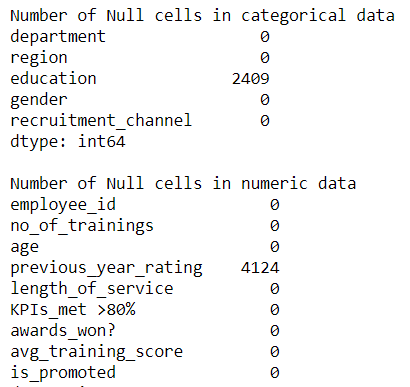 Number of Null cells in categorical data
department 0
region 0
education 2409
gender 0
recruitment_channel 0
dtype: int64
Number of Null cells in numeric data
employee_id 0
no_of_trainings 0
age 0
previous_year_rating 4124
length_of_service 0
KPIs_met >80% 0
awards_won? 0
avg_training_score 0
is_promoted 0